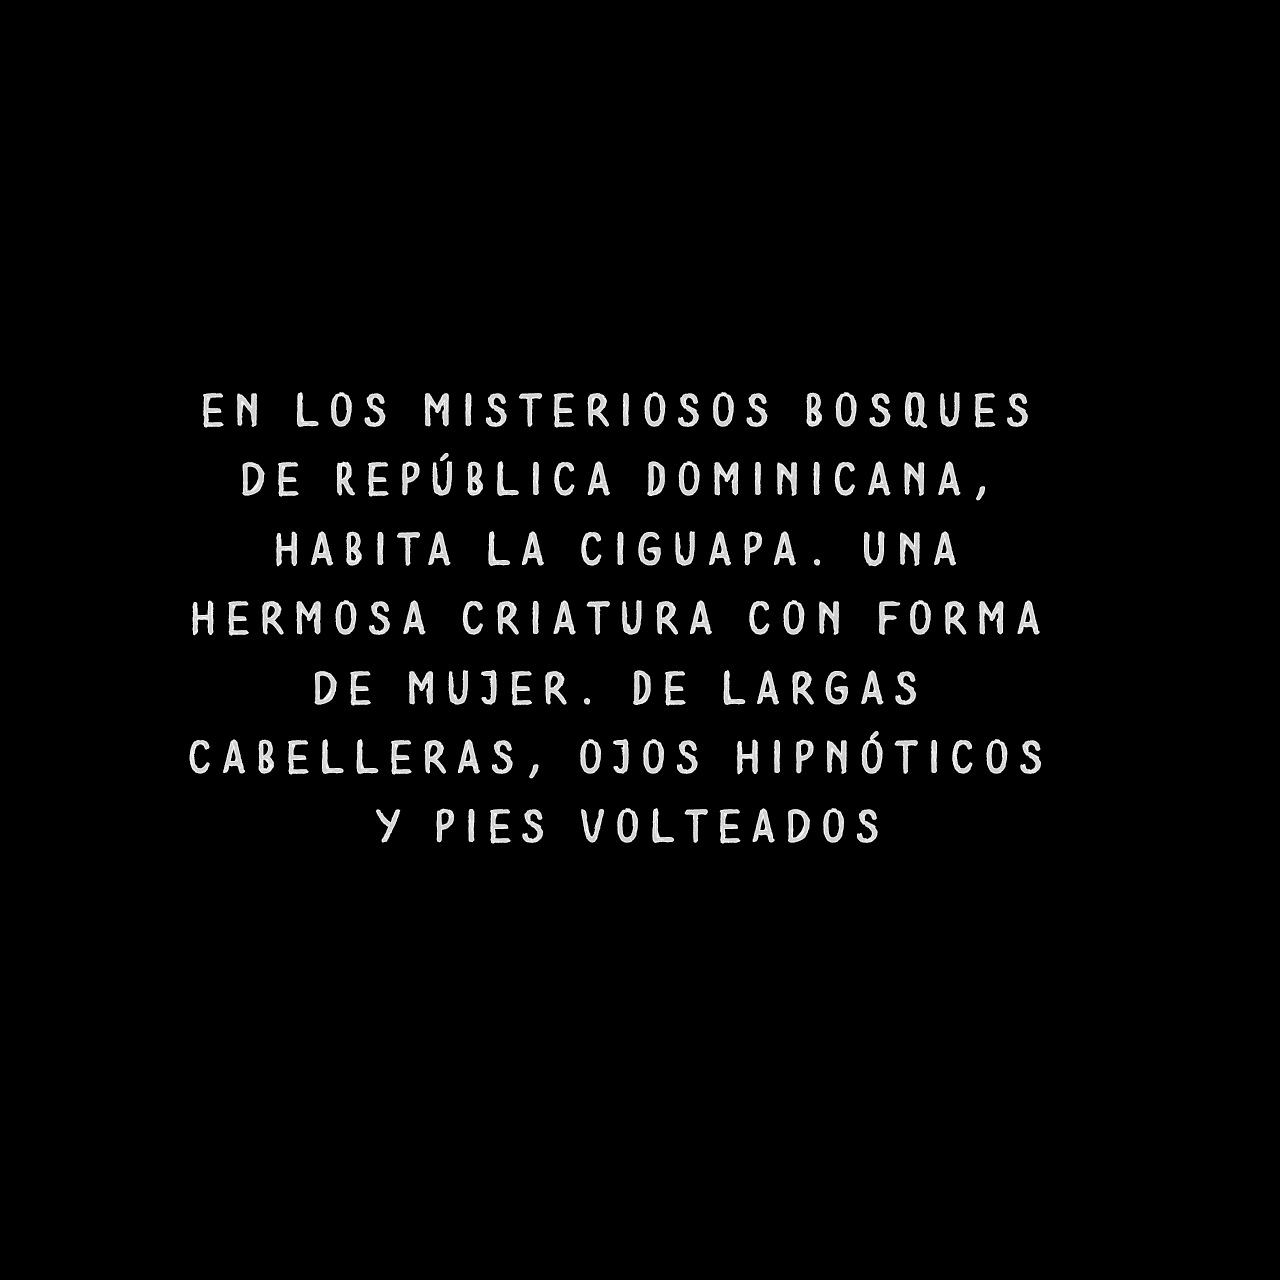 EN LOS MISTERIOSOS BOSQUES
DE REPÚBLICA DOMINICANA,
HABITA LA CIGUAPA. UNA
HERMOSA CRIATURA CON FORMA
DE MUJER. DE LARGAS
CABELLERAS, OJOS HIPNÓTICOS
Y PIES VOLTEADOS